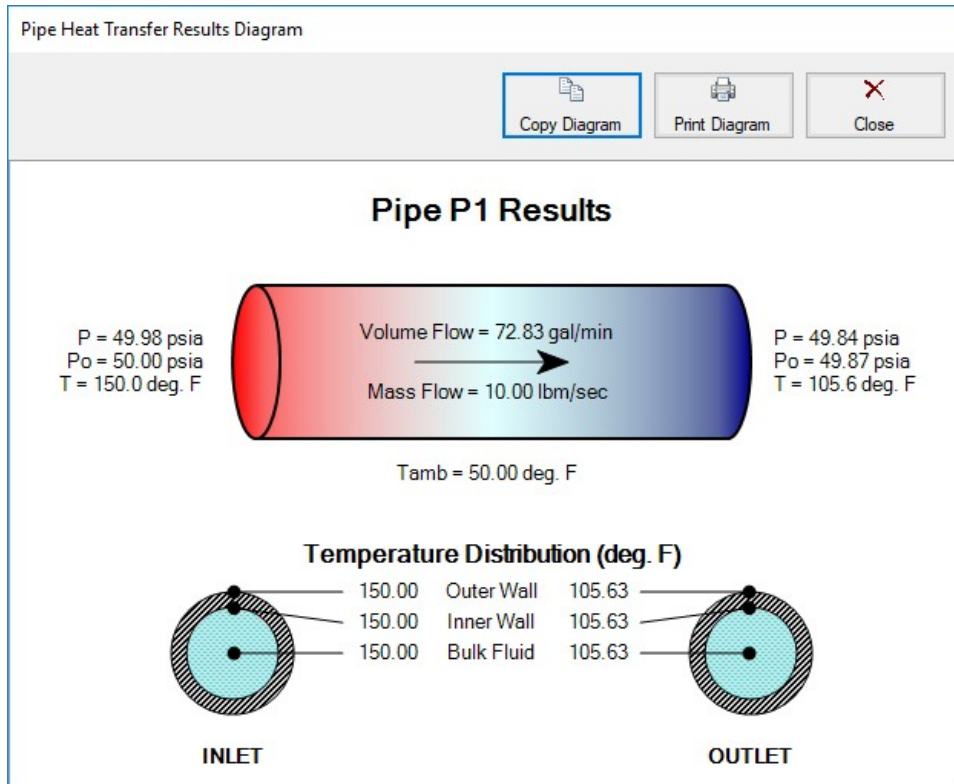 Pipe Heat Transfer Results Diagram
Copy Diagram
Print Diagram
Close
Pipe P1 Results
P = 49.98 psia
Po = 50.00 psia
T = 150.0 deg. F
Volume Flow = 72.83 gal/min
Mass Flow = 10.00 lbm/sec
P = 49.84 psia
Po = 49.87 psia
T = 105.6 deg. F
Tamb = 50.00 deg. F
Temperature Distribution (deg. F)
150.00 Outer Wall 105.63
150.00 Inner Wall 105.63
150.00 Bulk Fluid 105.63
INLET
OUTLET